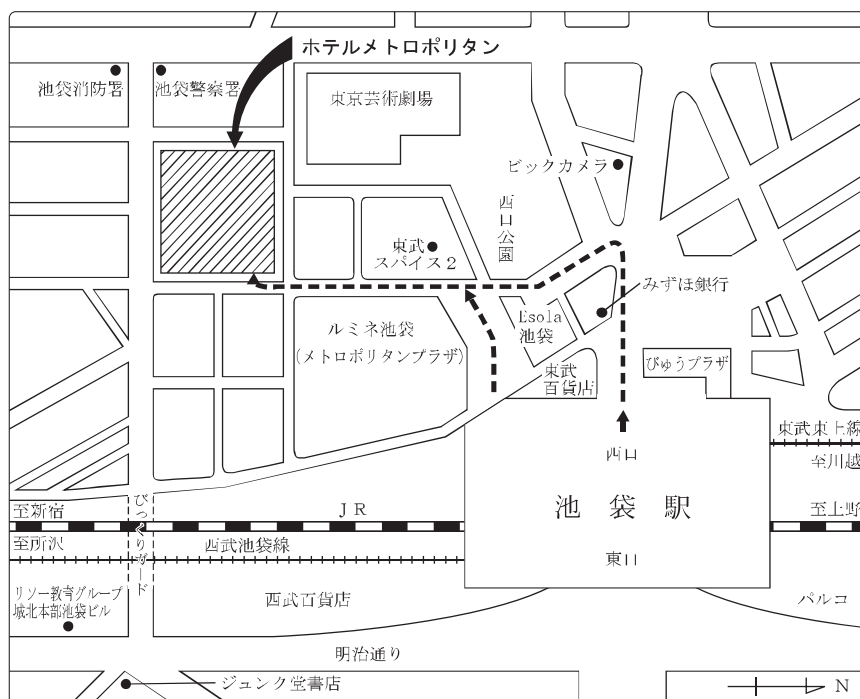 ホテルメトロポリタン
池袋消防署
池袋警察署
東京芸術劇場
ビックカメラ
西口公園
東武
スパイス2
みずほ銀行
Esola
池袋
ルミネ池袋
(メトロポリタンプラザ)
東武
百貨店
びゅうプラザ
東武東上線
至川越
西口
池袋駅
東口
至新宿
JR
至上野
至所沢
西武池袋線
びっくりガード
リソー教育グループ
城北本部池袋ビル
西武百貨店
パルコ
明治通り
ジュンク堂書店
N